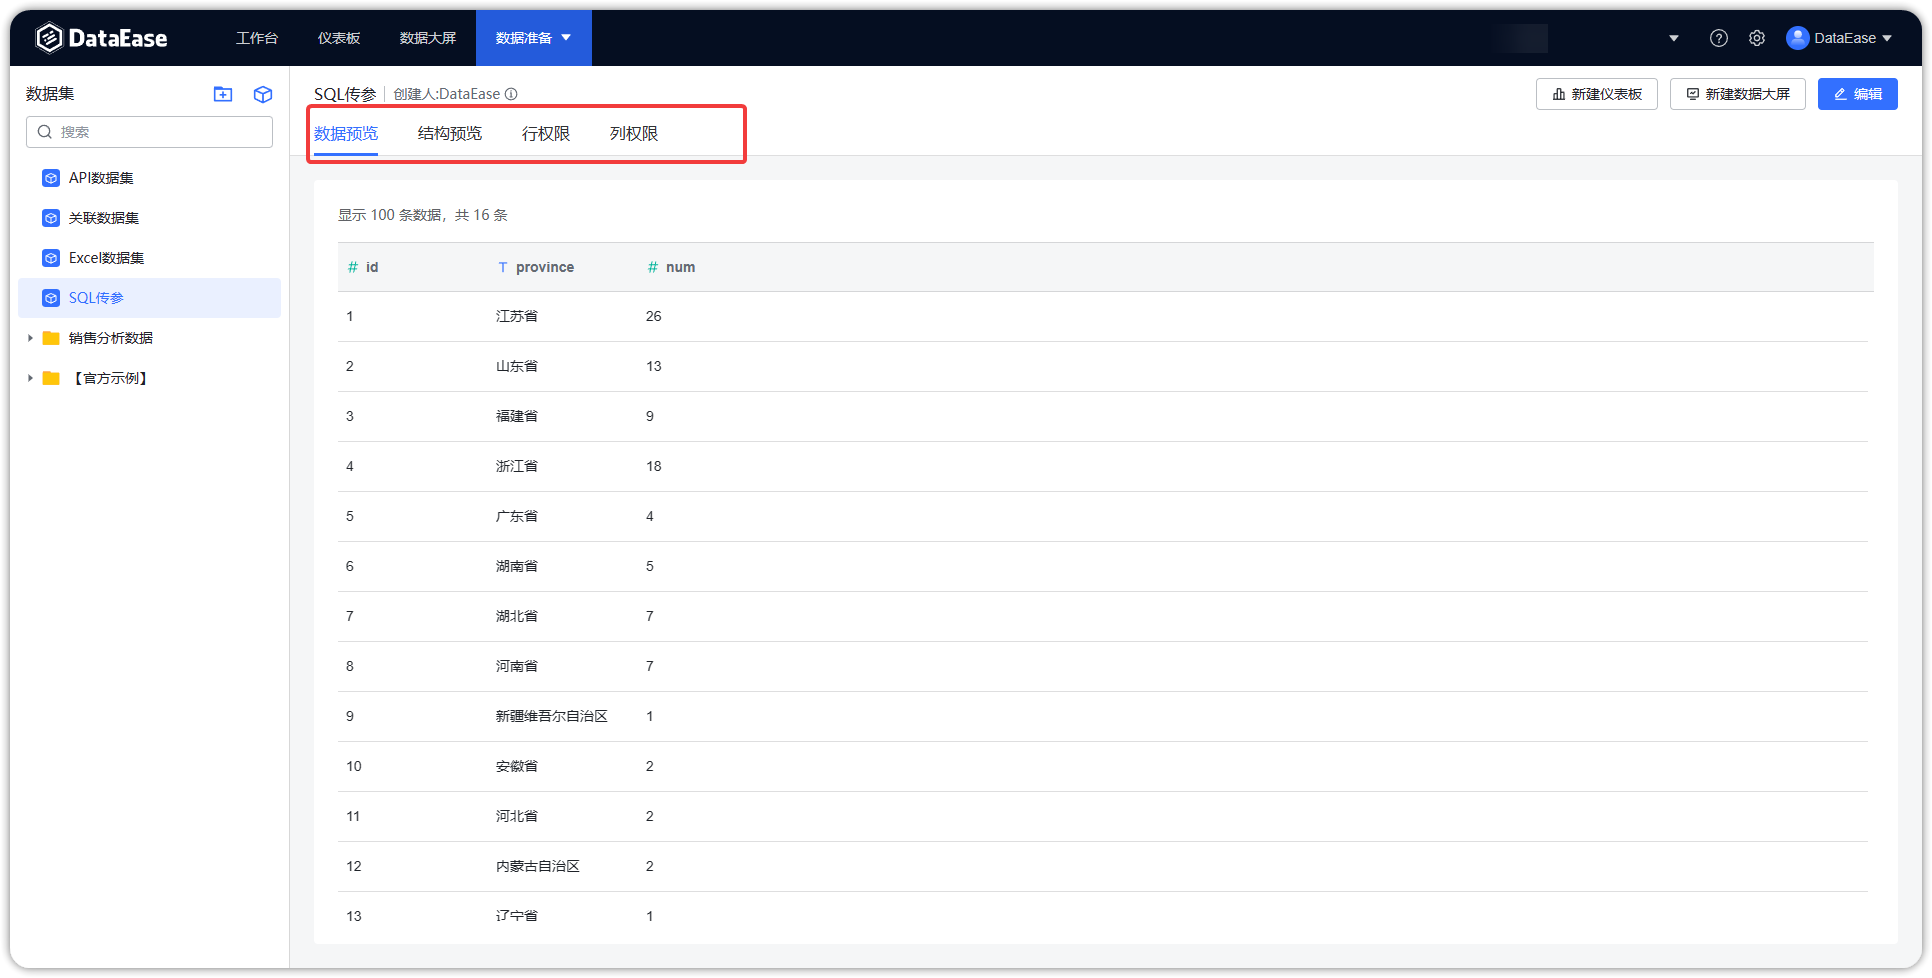 DataEase 工作台 仪表板 数据大屏 数据准备 DataEase
数据集
搜索
API数据集
关联数据集
Excel数据集
SQL传参
销售分析数据
【官方示例】
SQL传参 创建人:DataEase 新建仪表板 新建数据大屏 编辑
数据预览 结构预览 行权限 列权限
显示 100 条数据，共 16 条
# id T province # num
1 江苏省 26
2 山东省 13
3 福建省 9
4 浙江省 18
5 广东省 4
6 湖南省 5
7 湖北省 7
8 河南省 7
9 新疆维吾尔自治区 1
10 安徽省 2
11 河北省 2
12 内蒙古自治区 2
13 辽宁省 1